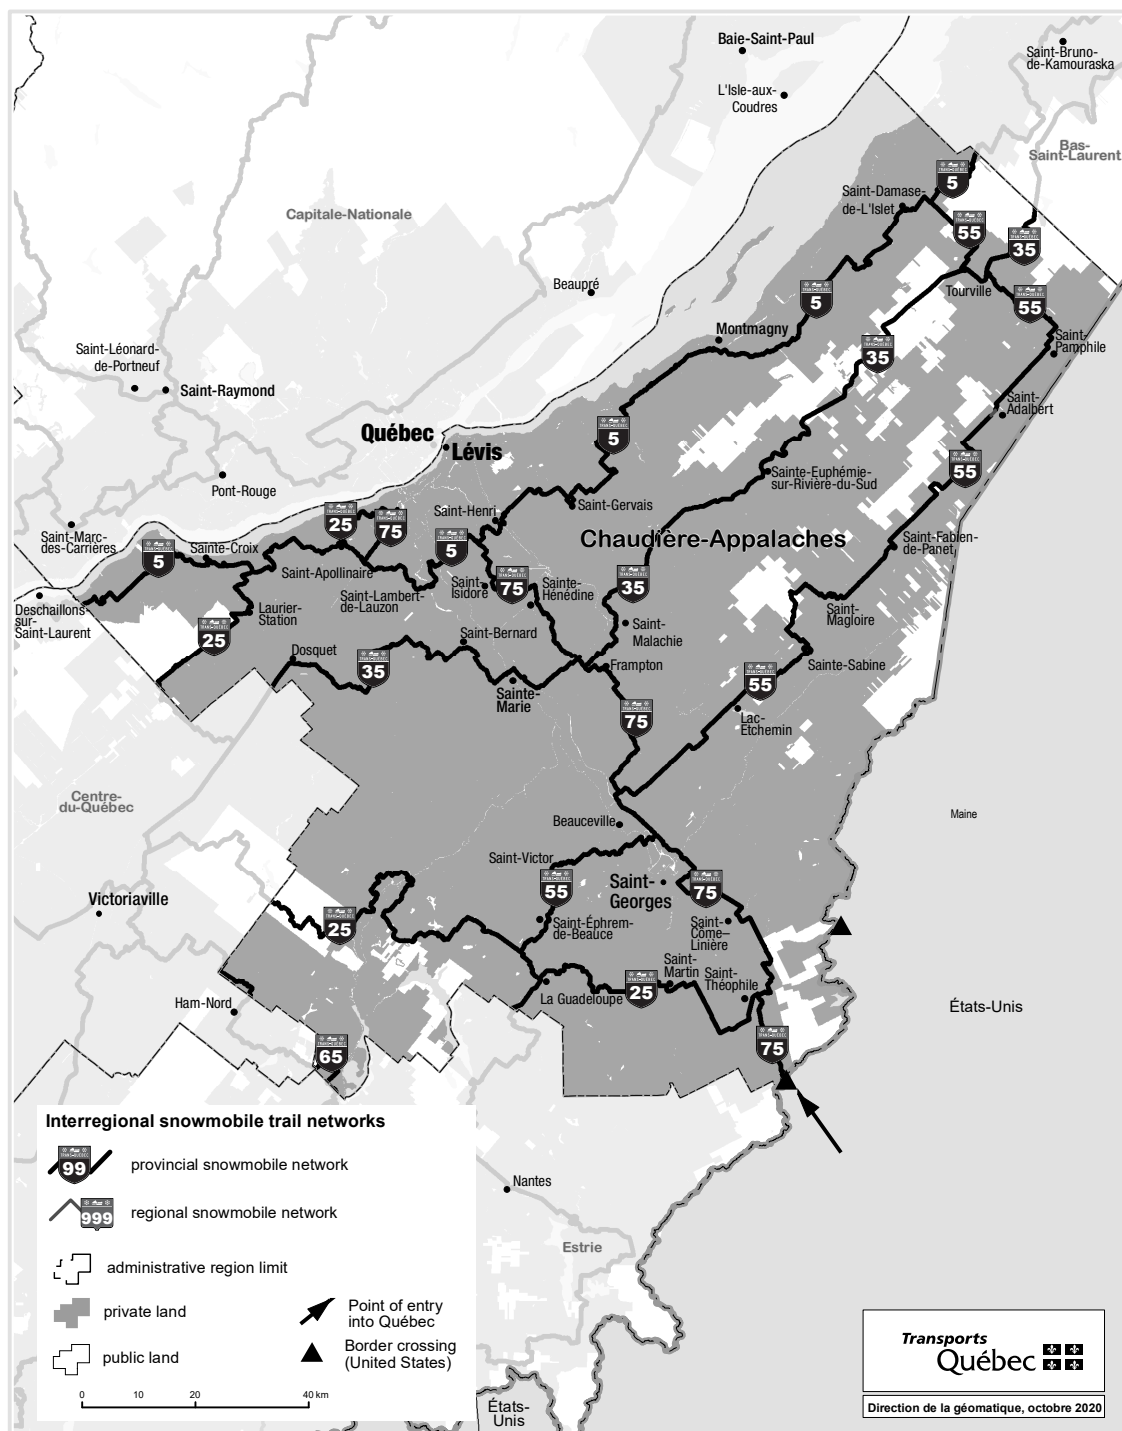 Baie-Saint-Paul
Saint-Bruno-
de-Kamouraska
L'Isle-aux-
Coudres
Bas-
Saint-Laurent
5
Saint-Damase-
de-L'Islet
Capitale-Nationale
55
35
Beaupré
Tourville
5
55
Montmagny
Saint-
Pamphile
35
Saint-Léonard-
de-Portneuf
Saint-Raymond
Saint-
Adalbert
Québec
Lévis
5
55
Sainte-Euphémie-
sur-Rivière-du-Sud
Pont-Rouge
Saint-Gervais
Saint-Henri
25
75
Saint-Marc-
des-Carrières
Sainte-Croix
5
5
Chaudière-Appalaches
Saint-Fablen-
de-Panet
Saint-Apollinaire
Saint-
Isidore
75
Sainte-
Hénédine
35
Saint-Lambert-
de-Lauzon
Deschaillons-
sur-
Saint-Laurent
Laurier-
Station
25
Saint-
Magloire
Saint-Bernard
Saint-
Malachie
Dosquet
35
Frampton
Sainte-Sabine
Sainte-
Marie
55
75
Lac-
Etchemin
Centre-
du-Québec
Beauceville
Maine
Saint-Victor
55
Saint-
Georges
75
Victoriaville
25
Saint-Éphrem-
de-Beauce
Saint-
Côme–
Linière
Saint-
Martin
Saint-
Théophile
La Guadeloupe
25
Ham-Nord
États-Unis
65
75
Interregional snowmobile trail networks
99
provincial snowmobile network
999
regional snowmobile network
administrative region limit
private land
public land
Point of entry
into Québec
Border crossing
(United States)
0 10 20 40 km
Nantes
Estrie
États-
Unis
Transports
Québec
Direction de la géomatique, octobre 2020